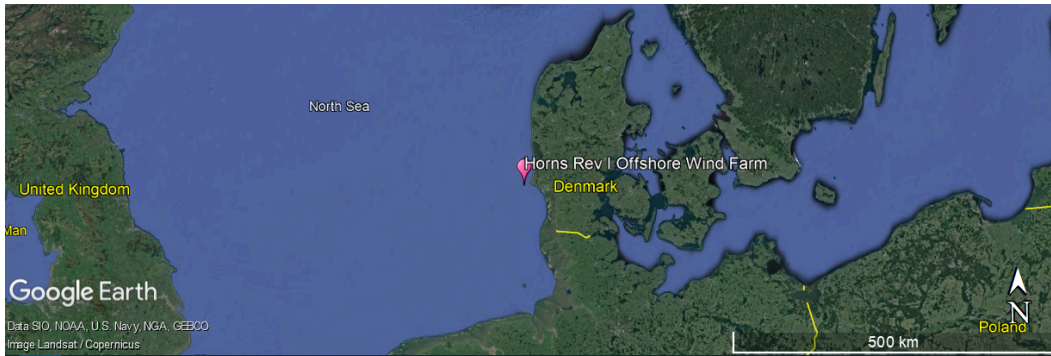 North Sea
Horns Rev I Offshore Wind Farm
United Kingdom
Denmark
Man
Google Earth
N
Data SIO, NOAA, U.S. Navy, NGA, GEBCO
Poland
Image Landsat / Copernicus
500 km